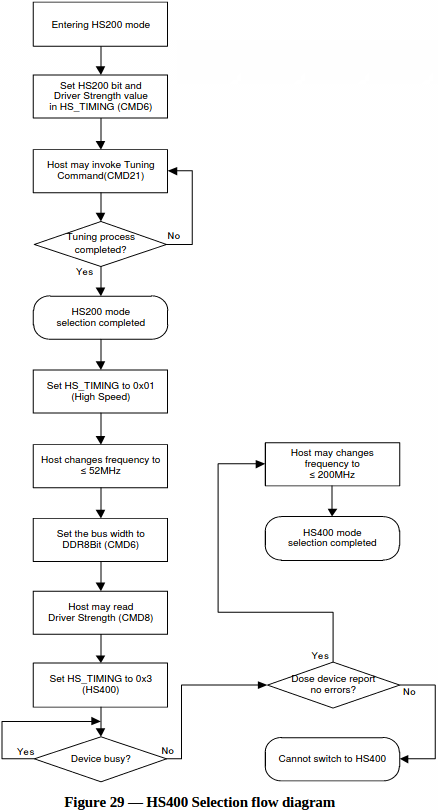 Entering HS200 mode
Set HS200 bit and
Driver Strength value
in HS_TIMING (CMD6)
Host may invoke Tuning
Command(CMD21)
Tuning process
completed?
No
Yes
HS200 mode
selection completed
Set HS_TIMING to 0x01
(High Speed)
Host changes frequency to
≤ 52MHz
Set the bus width to
DDR8Bit (CMD6)
Host may read
Driver Strength (CMD8)
Set HS_TIMING to 0x3
(HS400)
Device busy?
Yes
No
Host may changes
frequency to
≤ 200MHz
HS400 mode
selection completed
Yes
Dose device report
no errors?
No
Cannot switch to HS400
Figure 29 — HS400 Selection flow diagram